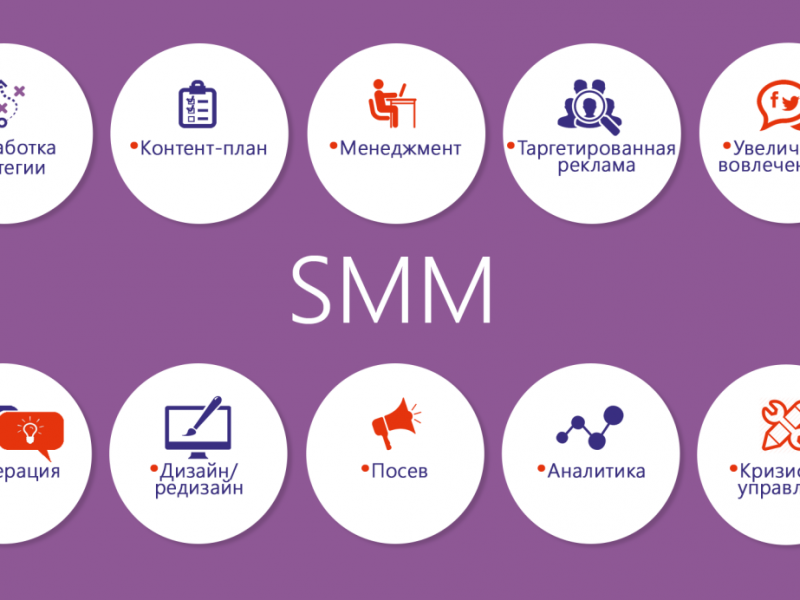 аботка
тегии
•Контент-план
•Менеджмент
•Таргетированная
реклама
•Увелич
вовлечен
SMM
ерация
•Дизайн/
редизайн
•Посев
•Аналитика
•Кризис
управл